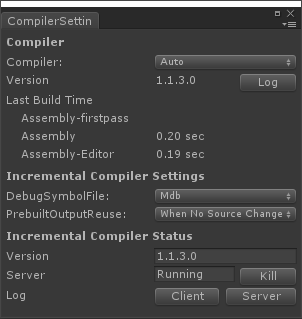 CompilerSettin
Compiler
Compiler: Auto
Version 1.1.3.0 Log
Last Build Time
Assembly-firstpass
Assembly 0.20 sec
Assembly-Editor 0.19 sec
Incremental Compiler Settings
DebugSymbolFile: Mdb
PrebuiltOutputReuse: When No Source Change
Incremental Compiler Status
Version 1.1.3.0
Server Running Kill
Log Client Server